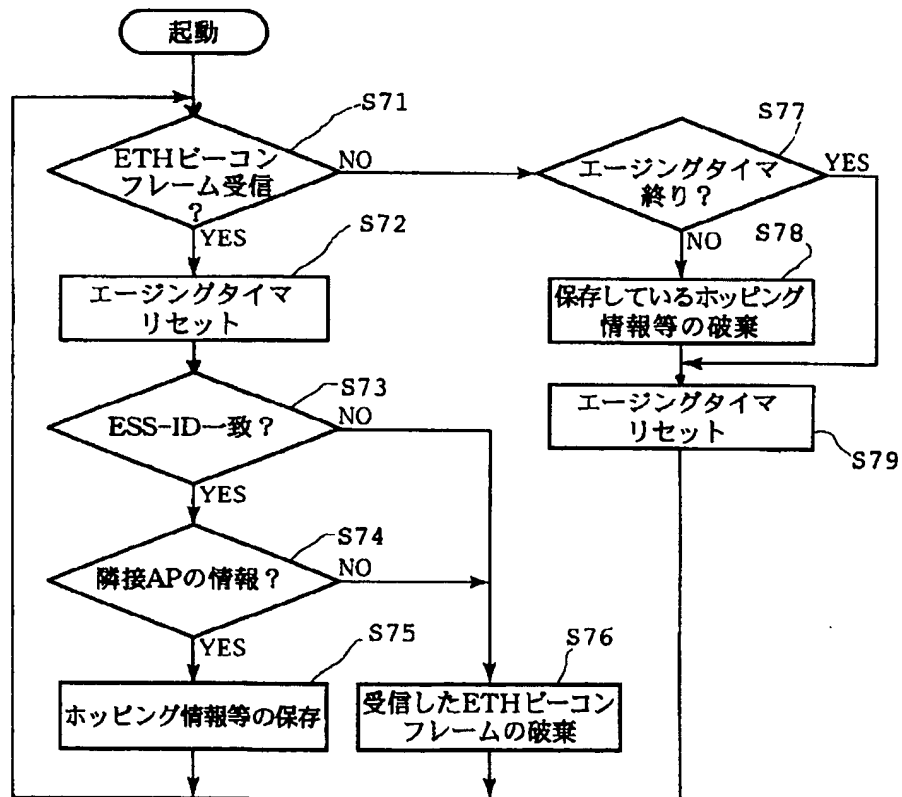 起動
S71
ETHビーコン
フレーム受信
?
NO
YES
S77
エージングタイマ
終り?
YES
NO
S72
エージングタイマ
リセット
S78
保存しているホッピング
情報等の破棄
S73
ESS-ID一致?
NO
YES
エージングタイマ
リセット
S79
S74
隣接APの情報?
NO
YES
S75
ホッピング情報等の保存
S76
受信したETHビーコン
フレームの破棄